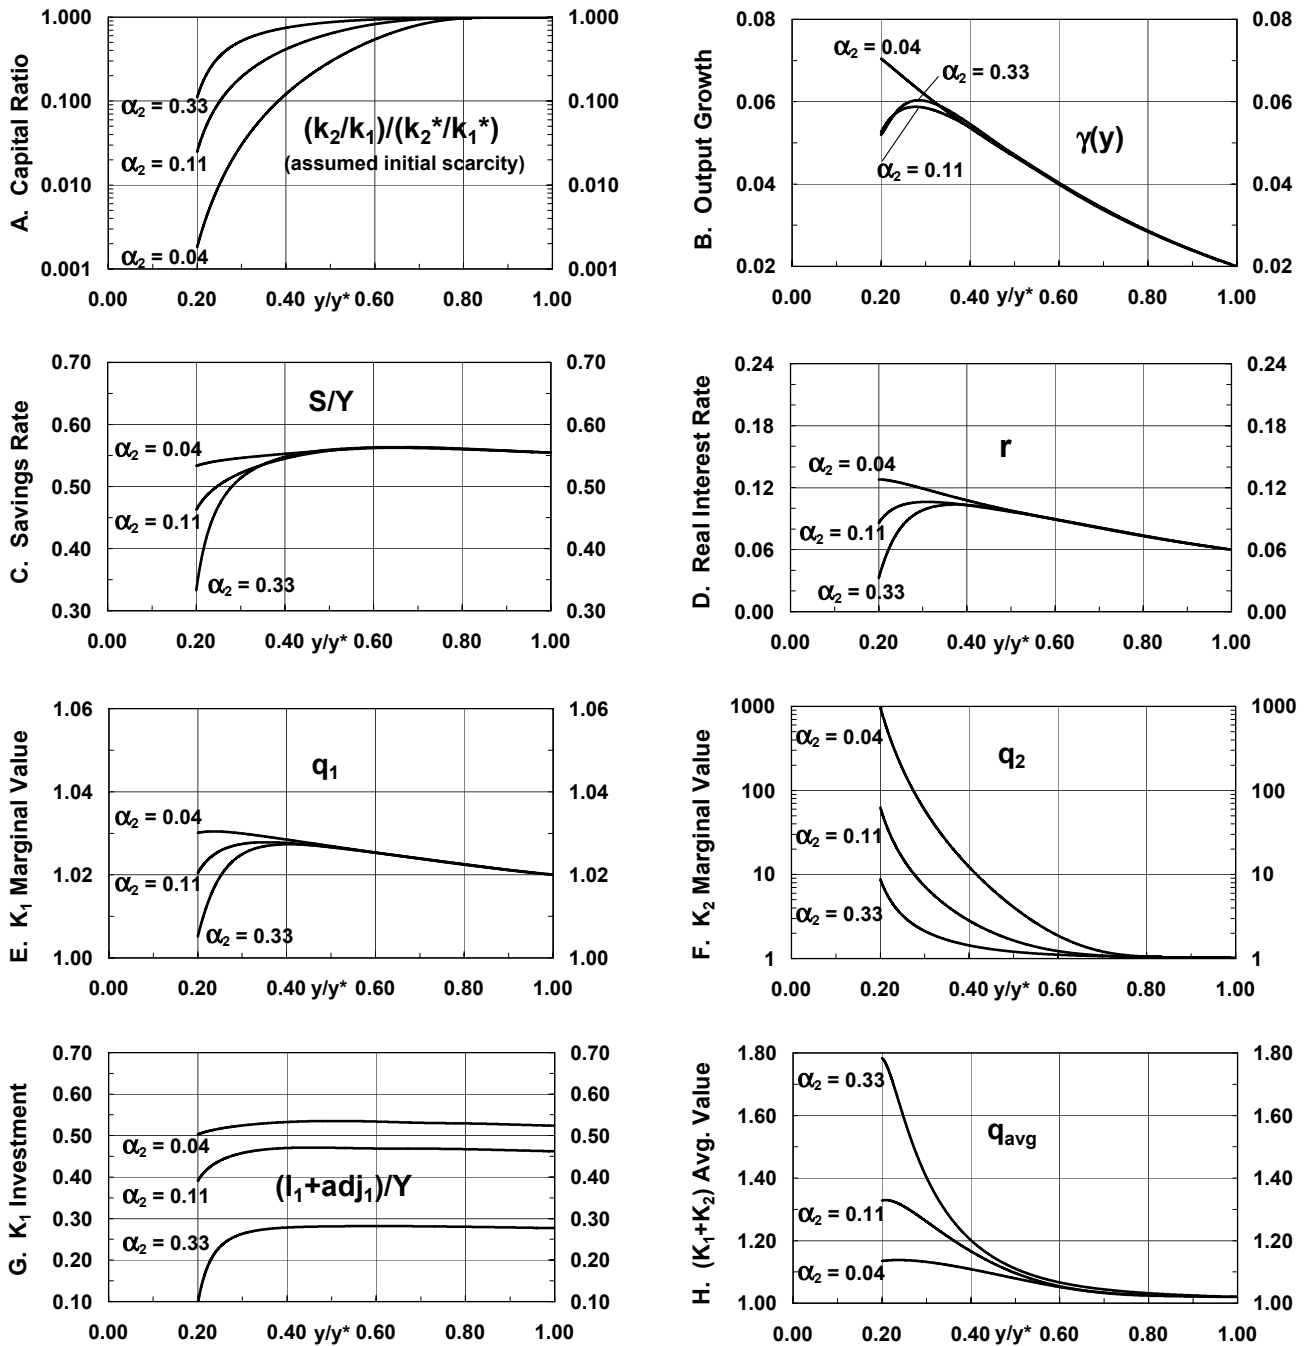 A. Capital Ratio
1.000
0.100
0.010
0.001
1.000
0.100
0.010
0.001
α2 = 0.33
α2 = 0.11
α2 = 0.04
(k2/k1)/(k2*/k1*)
(assumed initial scarcity)
0.00 0.20 0.40 y/y* 0.60 0.80 1.00
B. Output Growth
0.08
0.06
0.04
0.02
0.08
0.06
0.04
0.02
α2 = 0.04
α2 = 0.33
α2 = 0.11
γ(y)
0.00 0.20 0.40 y/y* 0.60 0.80 1.00
C. Savings Rate
0.70
0.60
0.50
0.40
0.30
0.70
0.60
0.50
0.40
0.30
S/Y
α2 = 0.04
α2 = 0.11
α2 = 0.33
0.00 0.20 0.40 y/y* 0.60 0.80 1.00
D. Real Interest Rate
0.24
0.18
0.12
0.06
0.00
0.24
0.18
0.12
0.06
0.00
r
α2 = 0.04
α2 = 0.11
α2 = 0.33
0.00 0.20 0.40 y/y* 0.60 0.80 1.00
E. K1 Marginal Value
1.06
1.04
1.02
1.00
1.06
1.04
1.02
1.00
q1
α2 = 0.04
α2 = 0.11
α2 = 0.33
0.00 0.20 0.40 y/y* 0.60 0.80 1.00
F. K2 Marginal Value
1000
100
10
1
1000
100
10
1
α2 = 0.04
q2
α2 = 0.11
α2 = 0.33
0.00 0.20 0.40 y/y* 0.60 0.80 1.00
G. K1 Investment
0.70
0.60
0.50
0.40
0.30
0.20
0.10
0.70
0.60
0.50
0.40
0.30
0.20
0.10
α2 = 0.04
α2 = 0.11
(I1+adj1)/Y
α2 = 0.33
0.00 0.20 0.40 y/y* 0.60 0.80 1.00
H. (K1+K2) Avg. Value
1.80
1.60
1.40
1.20
1.00
1.80
1.60
1.40
1.20
1.00
α2 = 0.33
qavg
α2 = 0.11
α2 = 0.04
0.00 0.20 0.40 y/y* 0.60 0.80 1.00